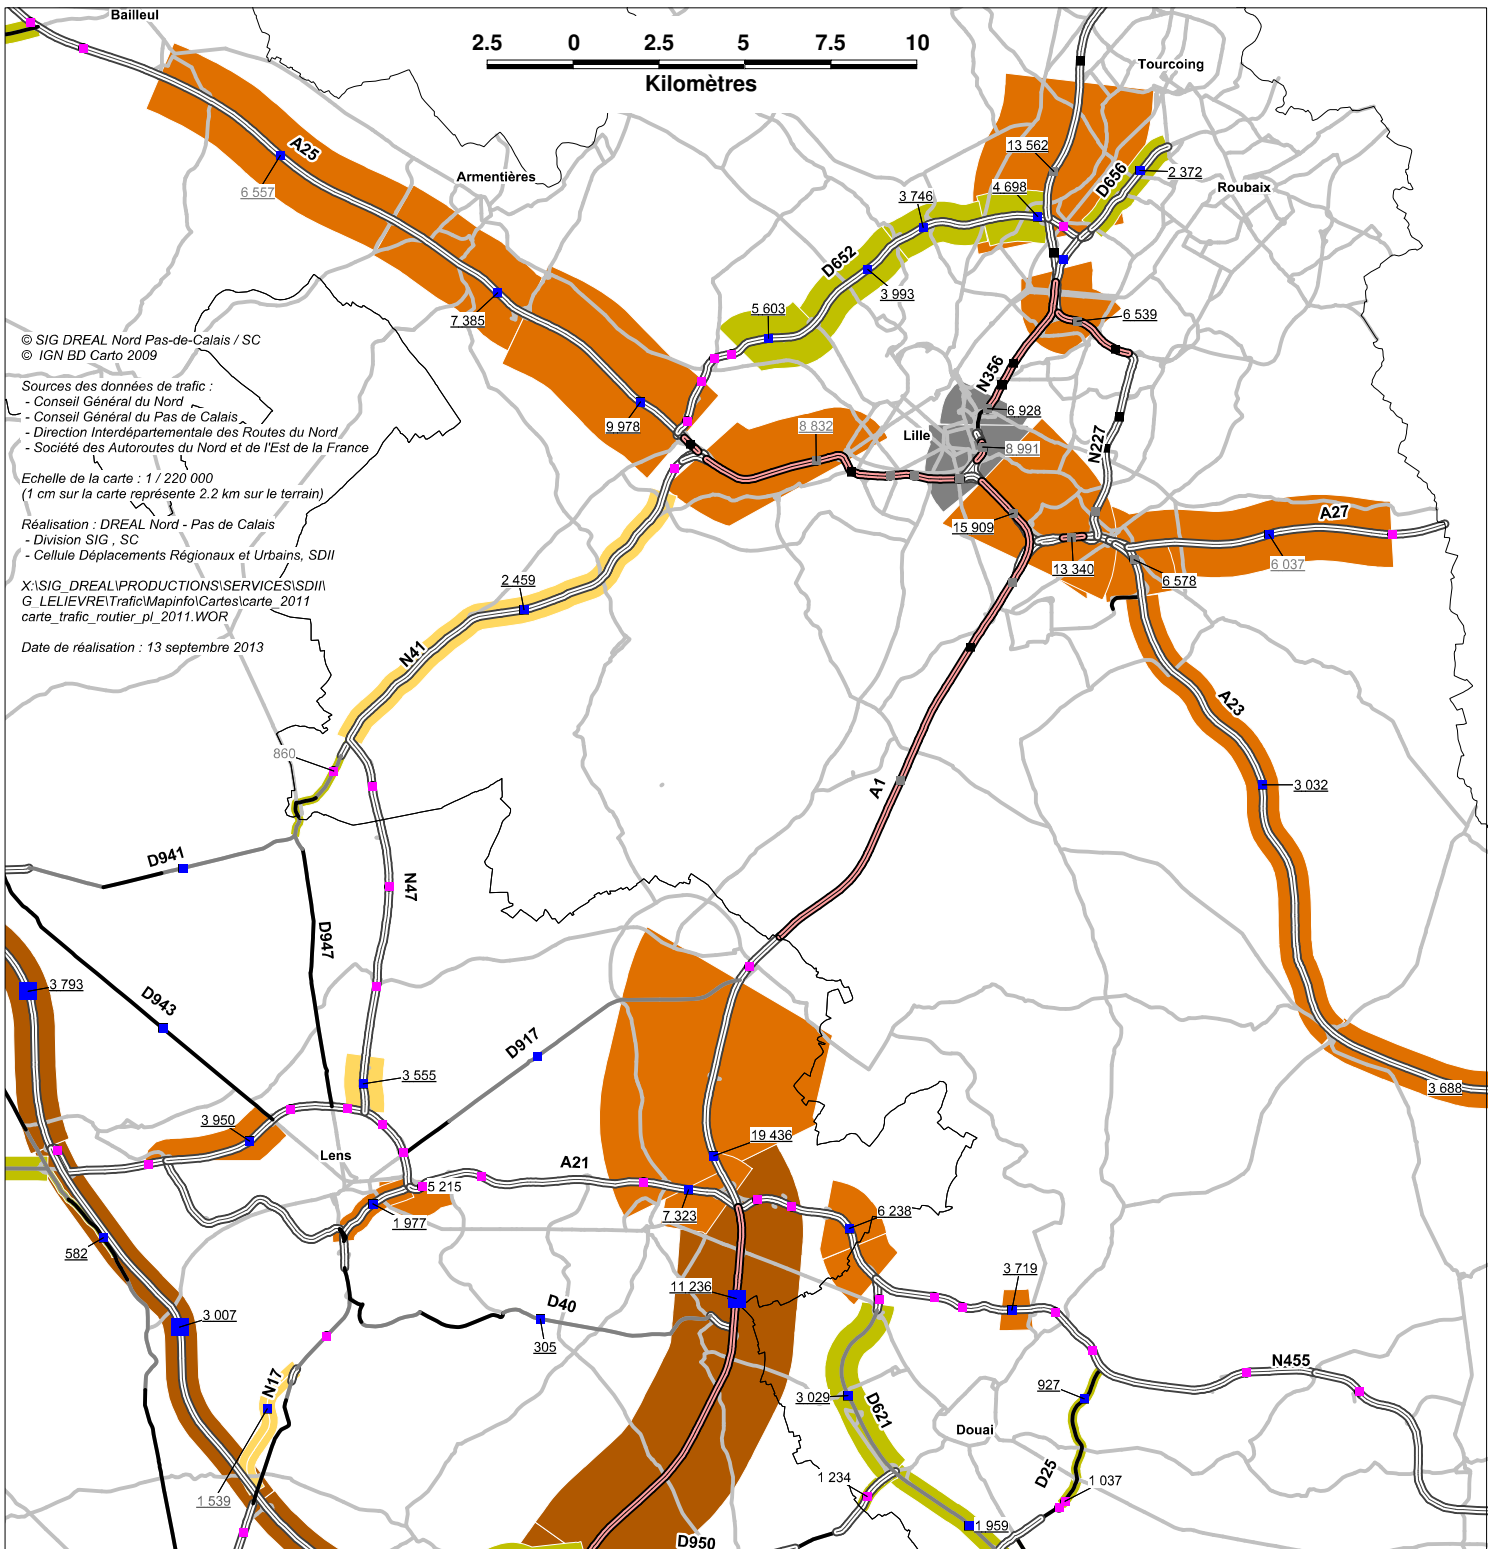 Bailleul
2.5 0 2.5 5 7.5 10
Kilomètres
Tourcoing
A25
13 562
D656
6 557
Armentières
2 372
4 698
Roubaix
3 746
D652
3 993
7 385
5 603
6 539
© SIG DREAL Nord Pas-de-Calais / SC
© IGN BD Carto 2009
Sources des données de trafic :
- Conseil Général du Nord
- Conseil Général du Pas de Calais
- Direction Interdépartementale des Routes du Nord
- Société des Autoroutes du Nord et de l'Est de la France
Echelle de la carte : 1 / 220 000
(1 cm sur la carte représente 2.2 km sur le terrain)
Réalisation : DREAL Nord - Pas de Calais
- Division SIG , SC
- Cellule Déplacements Régionaux et Urbains, SDII
X:\SIG_DREAL\PRODUCTIONS\SERVICES\SDII\
G_LELIEVRE\Trafic\Mapinfo\Cartes\carte_2011
carte_trafic_routier_pl_2011.WOR
Date de réalisation : 13 septembre 2013
N356
6 928
9 978
8 832
Lille
8 991
N227
15 909
A27
13 340
6 037
6 578
2 459
N41
A23
860
A1
3 032
D941
N47
D947
3 793
D943
D917
3 555
3 688
3 950
19 436
Lens
A21
5 215
1 977
7 323
6 238
582
3 719
11 236
3 007
D40
305
N455
N17
927
3 029
D621
Douai
1 234
D25
1 037
1 539
1 959
D950